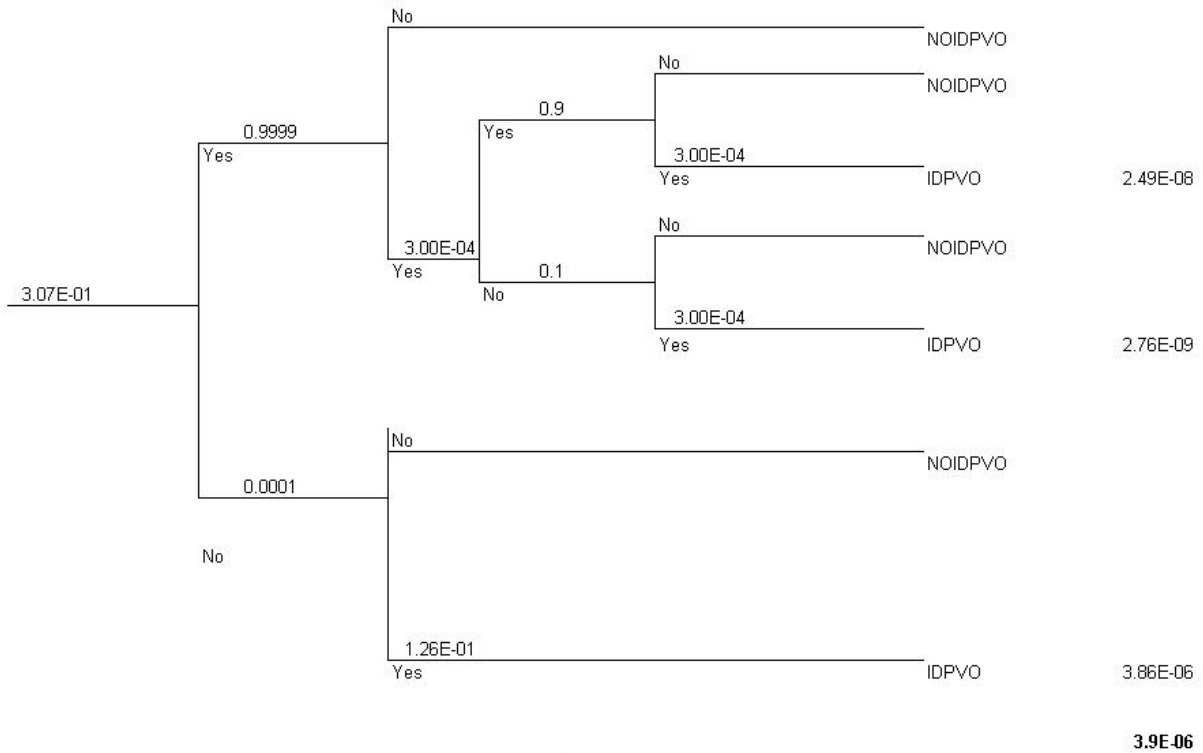 No
NOIDPVO
No
NOIDPVO
0.9
Yes
0.9999
Yes
3.00E-04
Yes
IDPVO 2.49E-08
No
NOIDPVO
3.00E-04
Yes
0.1
No
3.07E-01
3.00E-04
Yes
IDPVO 2.76E-09
No
NOIDPVO
0.0001
No
1.26E-01
Yes
IDPVO 3.86E-06
3.9E-06